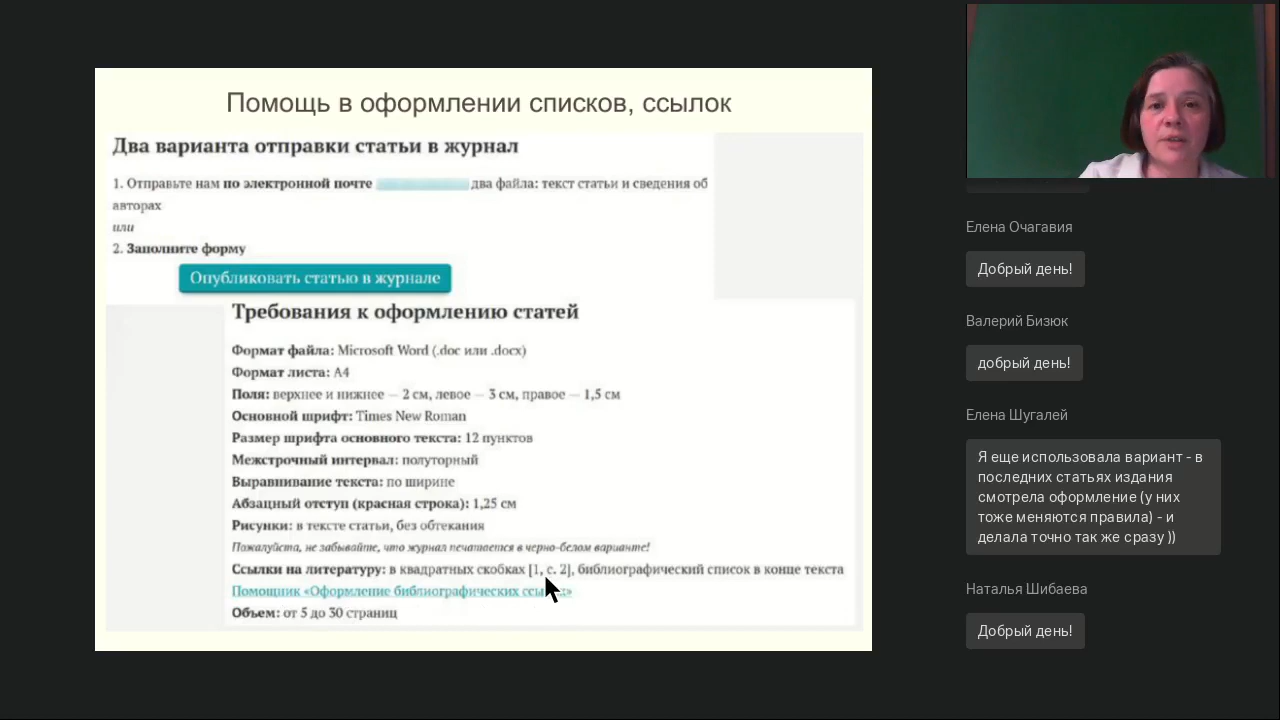 Помощь в оформлении списков, ссылок
Два варианта отправки статьи в журнал
1. Отправьте нам по электронной почте два файла: текст статьи и сведения об
авторах
или
2. Заполните форму
Опубликовать статью в журнале
Требования к оформлению статей
Формат файла: Microsoft Word (.doc или .docx)
Формат листа: А4
Поля: верхнее и нижнее — 2 см, левое — 3 см, правое — 1,5 см
Основной шрифт: Times New Roman
Размер шрифта основного текста: 12 пунктов
Межстрочный интервал: полуторный
Выравнивание текста: по ширине
Абзацный отступ (красная строка): 1,25 см
Рисунки: в тексте статьи, без обтекания
Пожалуйста, не забывайте, что журнал печатается в черно-белом варианте!
Ссылки на литературу: в квадратных скобках [1, с. 2], библиографический список в конце текста
Помощник «Оформление библиографических
Объем: от 5 до 30 страниц
Елена Очагавия
Добрый день!
Валерий Бизюк
добрый день!
Елена Шугалей
Я еще использовала вариант - в
последних статьях издания
смотрела оформление (у них
тоже меняются правила) - и
делала точно так же сразу ))
Наталья Шибаева
Добрый день!